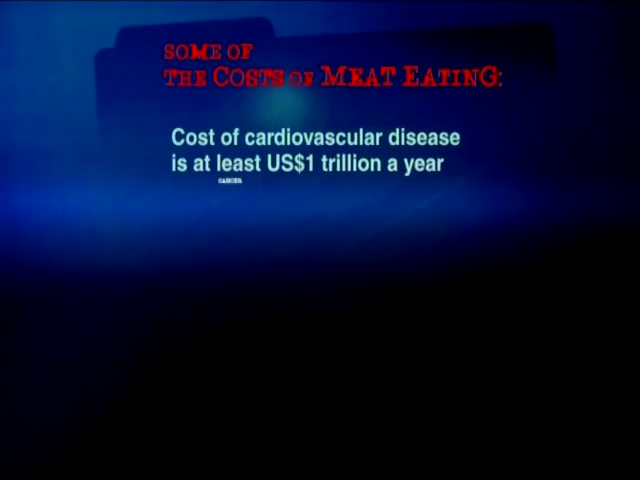 SOME OF
THE COSTS OF MEAT EATING:
Cost of cardiovascular disease
is at least US$1 trillion a year